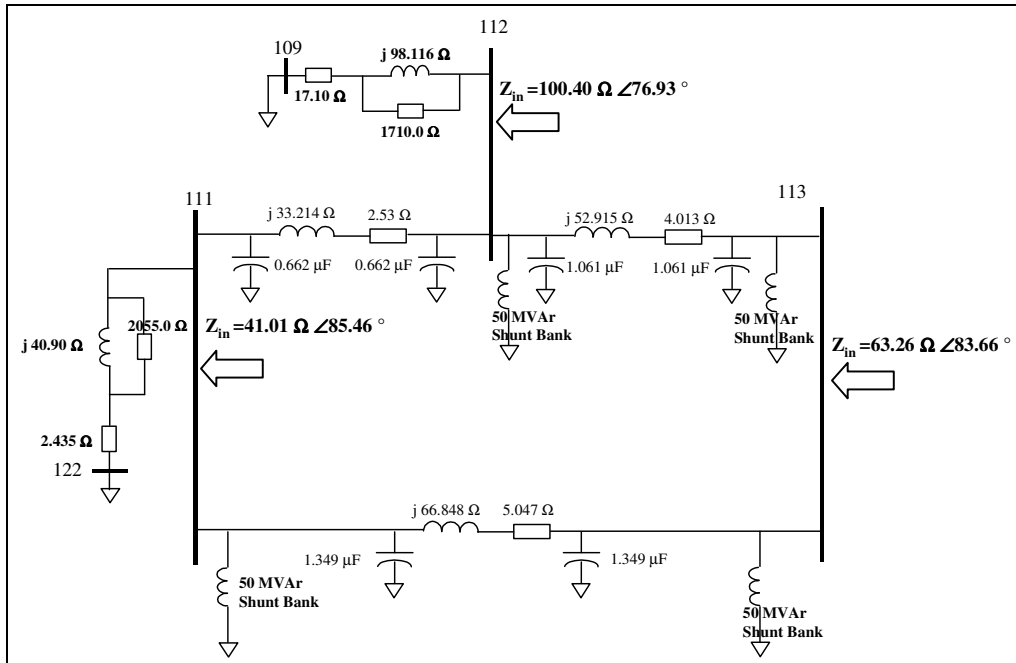 112
109
j 98.116 Ω
17.10 Ω
1710.0 Ω
Z_in =100.40 Ω ∠76.93 °
111
113
j 33.214 Ω
2.53 Ω
j 52.915 Ω
4.013 Ω
0.662 µF
0.662 µF
1.061 µF
1.061 µF
50 MVAr
Shunt Bank
50 MVAr
Shunt Bank
2055.0 Ω
j 40.90 Ω
Z_in =41.01 Ω ∠85.46 °
Z_in =63.26 Ω ∠83.66 °
2.435 Ω
122
j 66.848 Ω
5.047 Ω
1.349 µF
1.349 µF
50 MVAr
Shunt Bank
50 MVAr
Shunt Bank